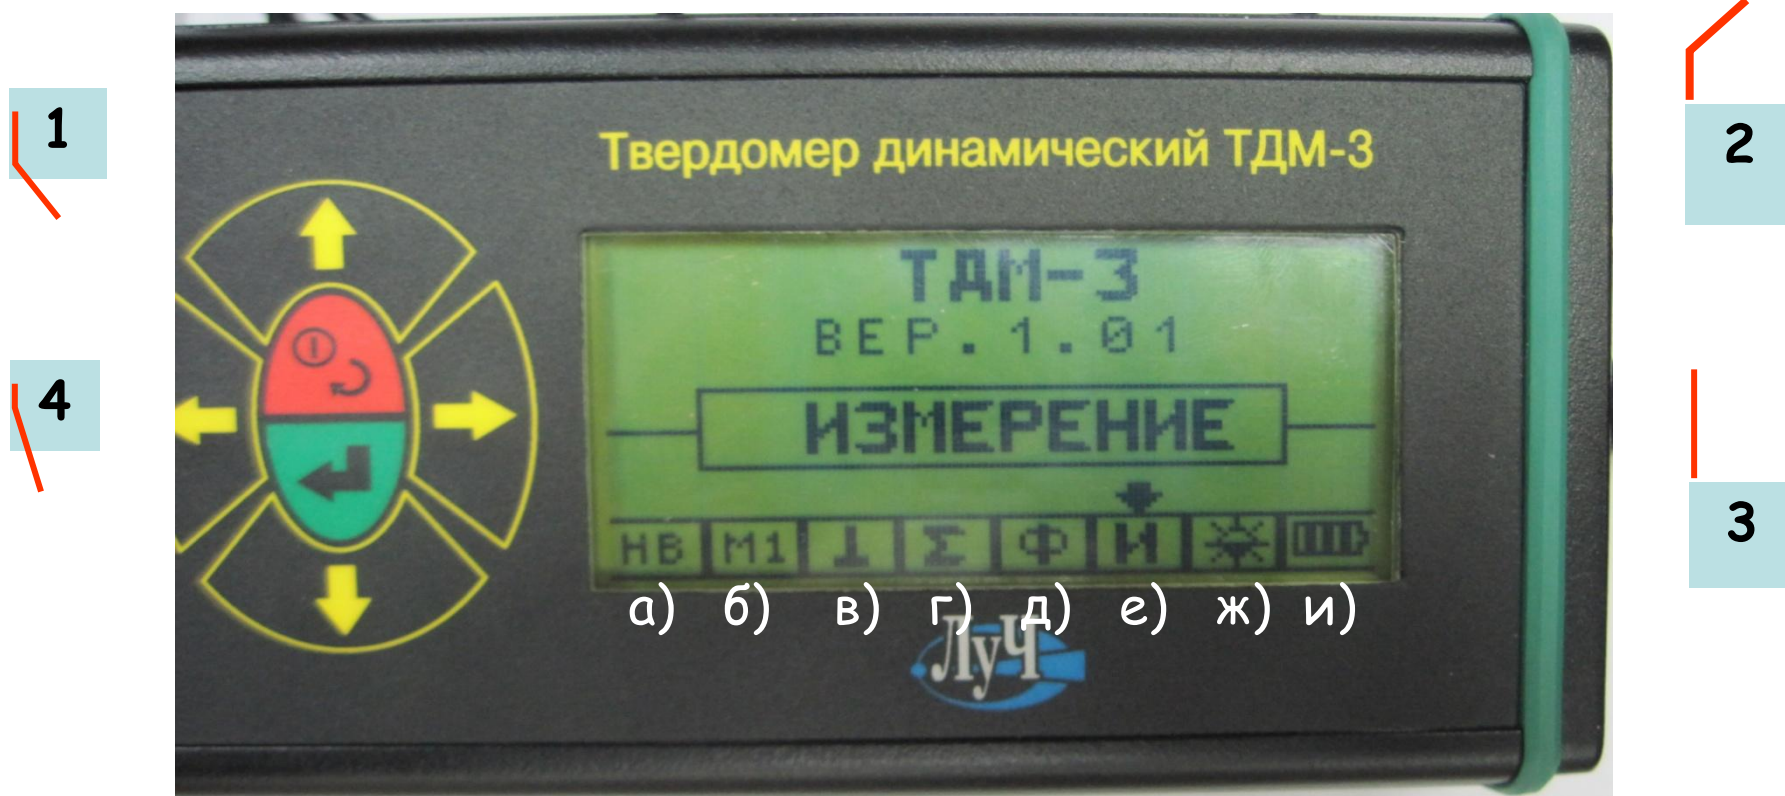 1
2
Твердомер динамический ТДМ-3
ТДМ-3
ВЕР.1.01
4
ИЗМЕРЕНИЕ
3
НВ М1 ⊥ Σ Ф И
а) б) в) г) д) е) ж) и)
Луч